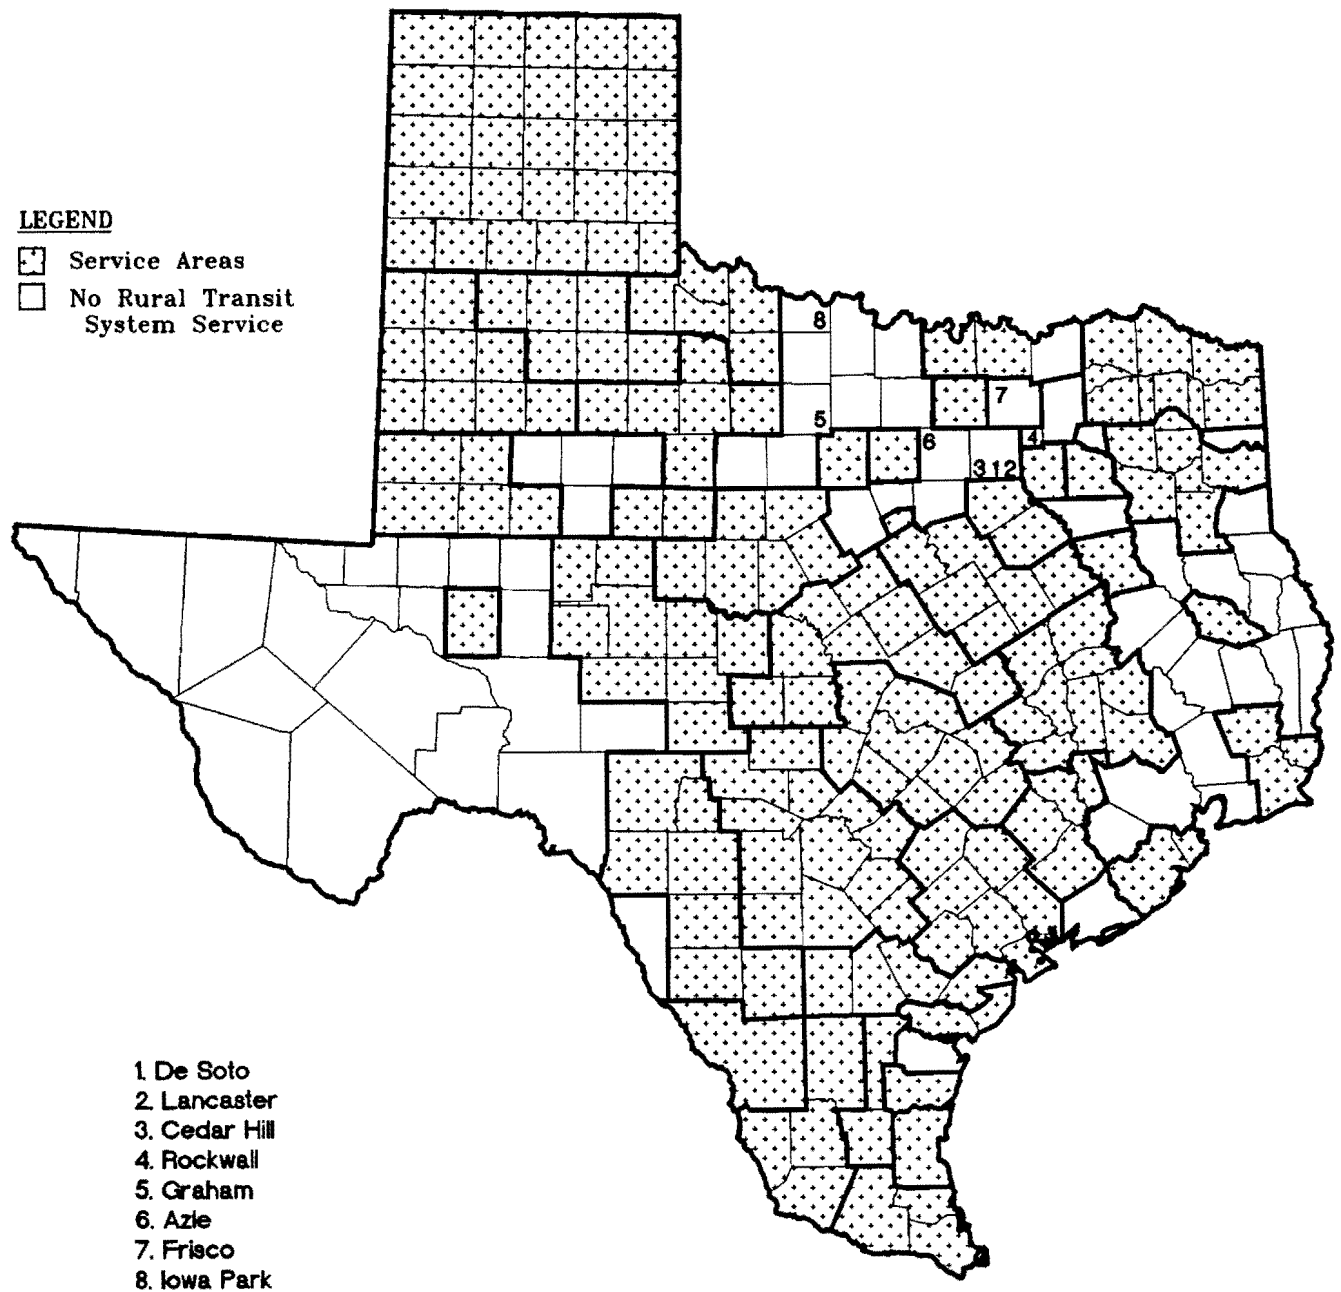 LEGEND
Service Areas
No Rural Transit
System Service
8
7
5
6
4
3 1 2
1. De Soto
2. Lancaster
3. Cedar Hill
4. Rockwall
5. Graham
6. Azle
7. Frisco
8. Iowa Park